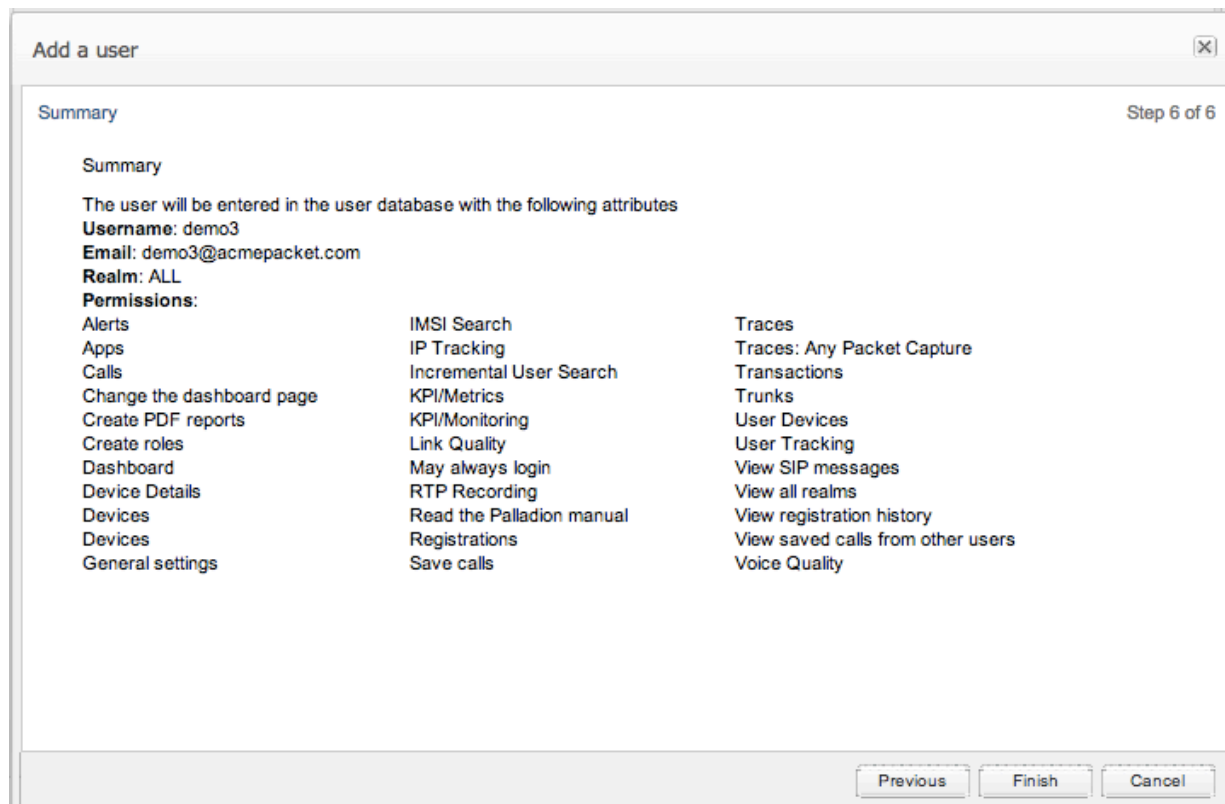 Add a user
Summary
Step 6 of 6
Summary
The user will be entered in the user database with the following attributes
Username: demo3
Email: demo3@acmepacket.com
Realm: ALL
Permissions:
Alerts
Apps
Calls
Change the dashboard page
Create PDF reports
Create roles
Dashboard
Device Details
Devices
Devices
General settings
IMSI Search
IP Tracking
Incremental User Search
KPI/Metrics
KPI/Monitoring
Link Quality
May always login
RTP Recording
Read the Palladion manual
Registrations
Save calls
Traces
Traces: Any Packet Capture
Transactions
Trunks
User Devices
User Tracking
View SIP messages
View all realms
View registration history
View saved calls from other users
Voice Quality
Previous
Finish
Cancel